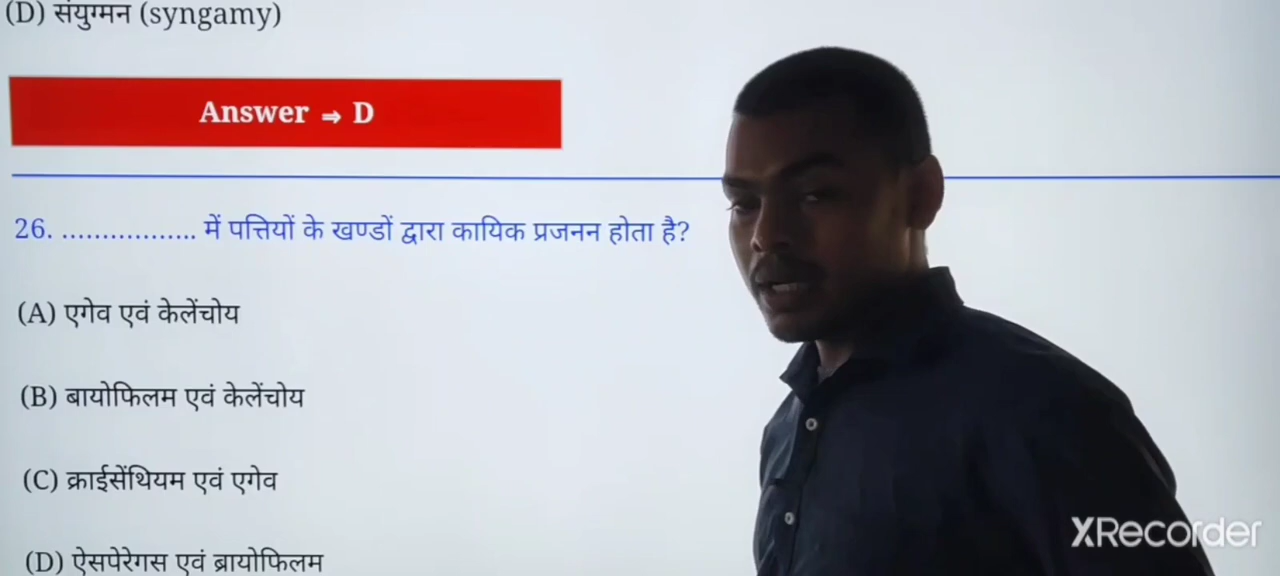 (D) संयुग्मन (syngamy)
Answer ⇒ D
26. ................. में पत्तियों के खण्डों द्वारा कायिक प्रजनन होता है?
(A) एगेव एवं केलेंचोय
(B) बायोफिलम एवं केलेंचोय
(C) क्राईसेंथियम एवं एगेव
(D) ऐसपेरेगस एवं ब्रायोफिलम
XRecorder